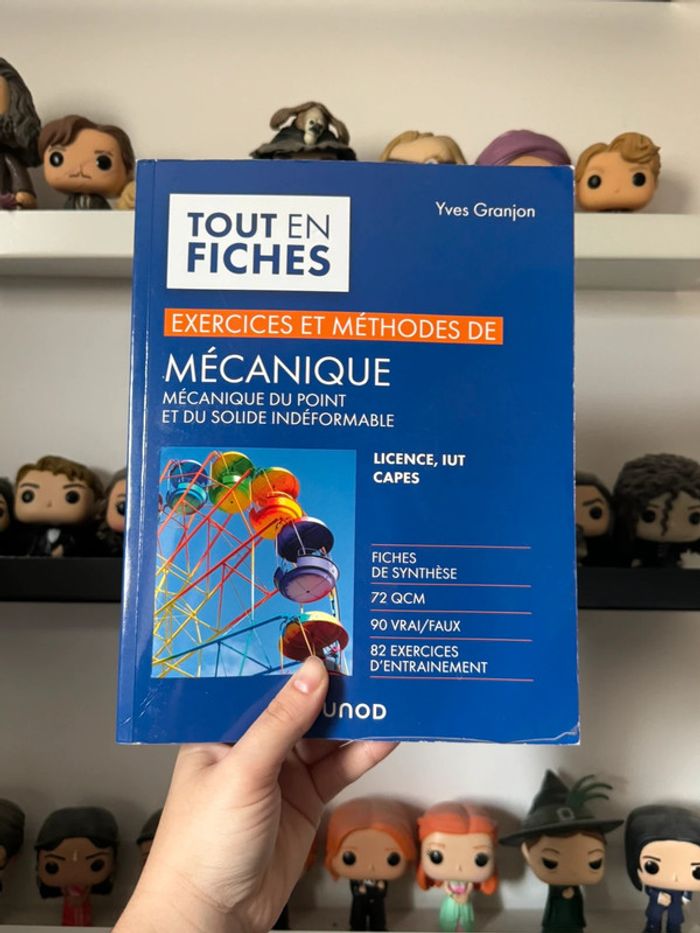 TOUT EN
FICHES
Yves Granjon
EXERCICES ET MÉTHODES DE
MÉCANIQUE
MÉCANIQUE DU POINT
ET DU SOLIDE INDÉFORMABLE
LICENCE, IUT
CAPES
FICHES
DE SYNTHÈSE
72 QCM
90 VRAI/FAUX
82 EXERCICES
D'ENTRAINEMENT
UNOD